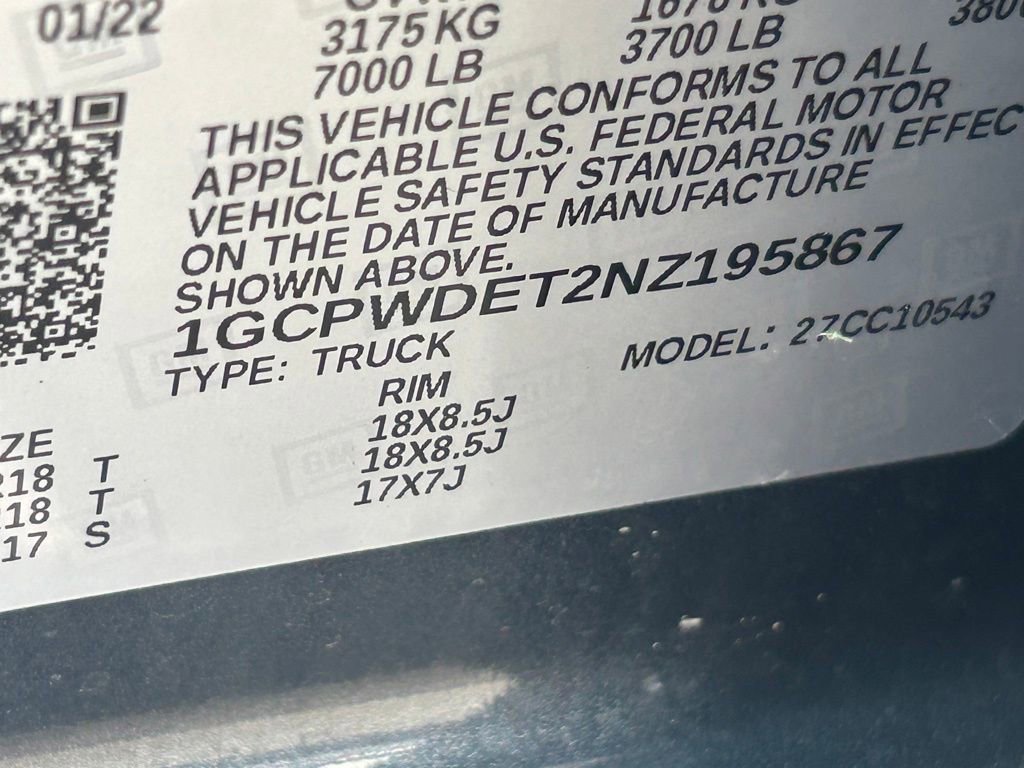 01/22
3175 KG
7000 LB
3700 LB
THIS VEHICLE CONFORMS TO ALL
APPLICABLE U.S. FEDERAL MOTOR
VEHICLE SAFETY STANDARDS IN EFFEC
ON THE DATE OF MANUFACTURE
SHOWN ABOVE.
1GCPWDET2NZ195867
TYPE: TRUCK MODEL: 27CC10543
ZE RIM
R18 T 18X8.5J
18 T 18X8.5J
17 S 17X7J